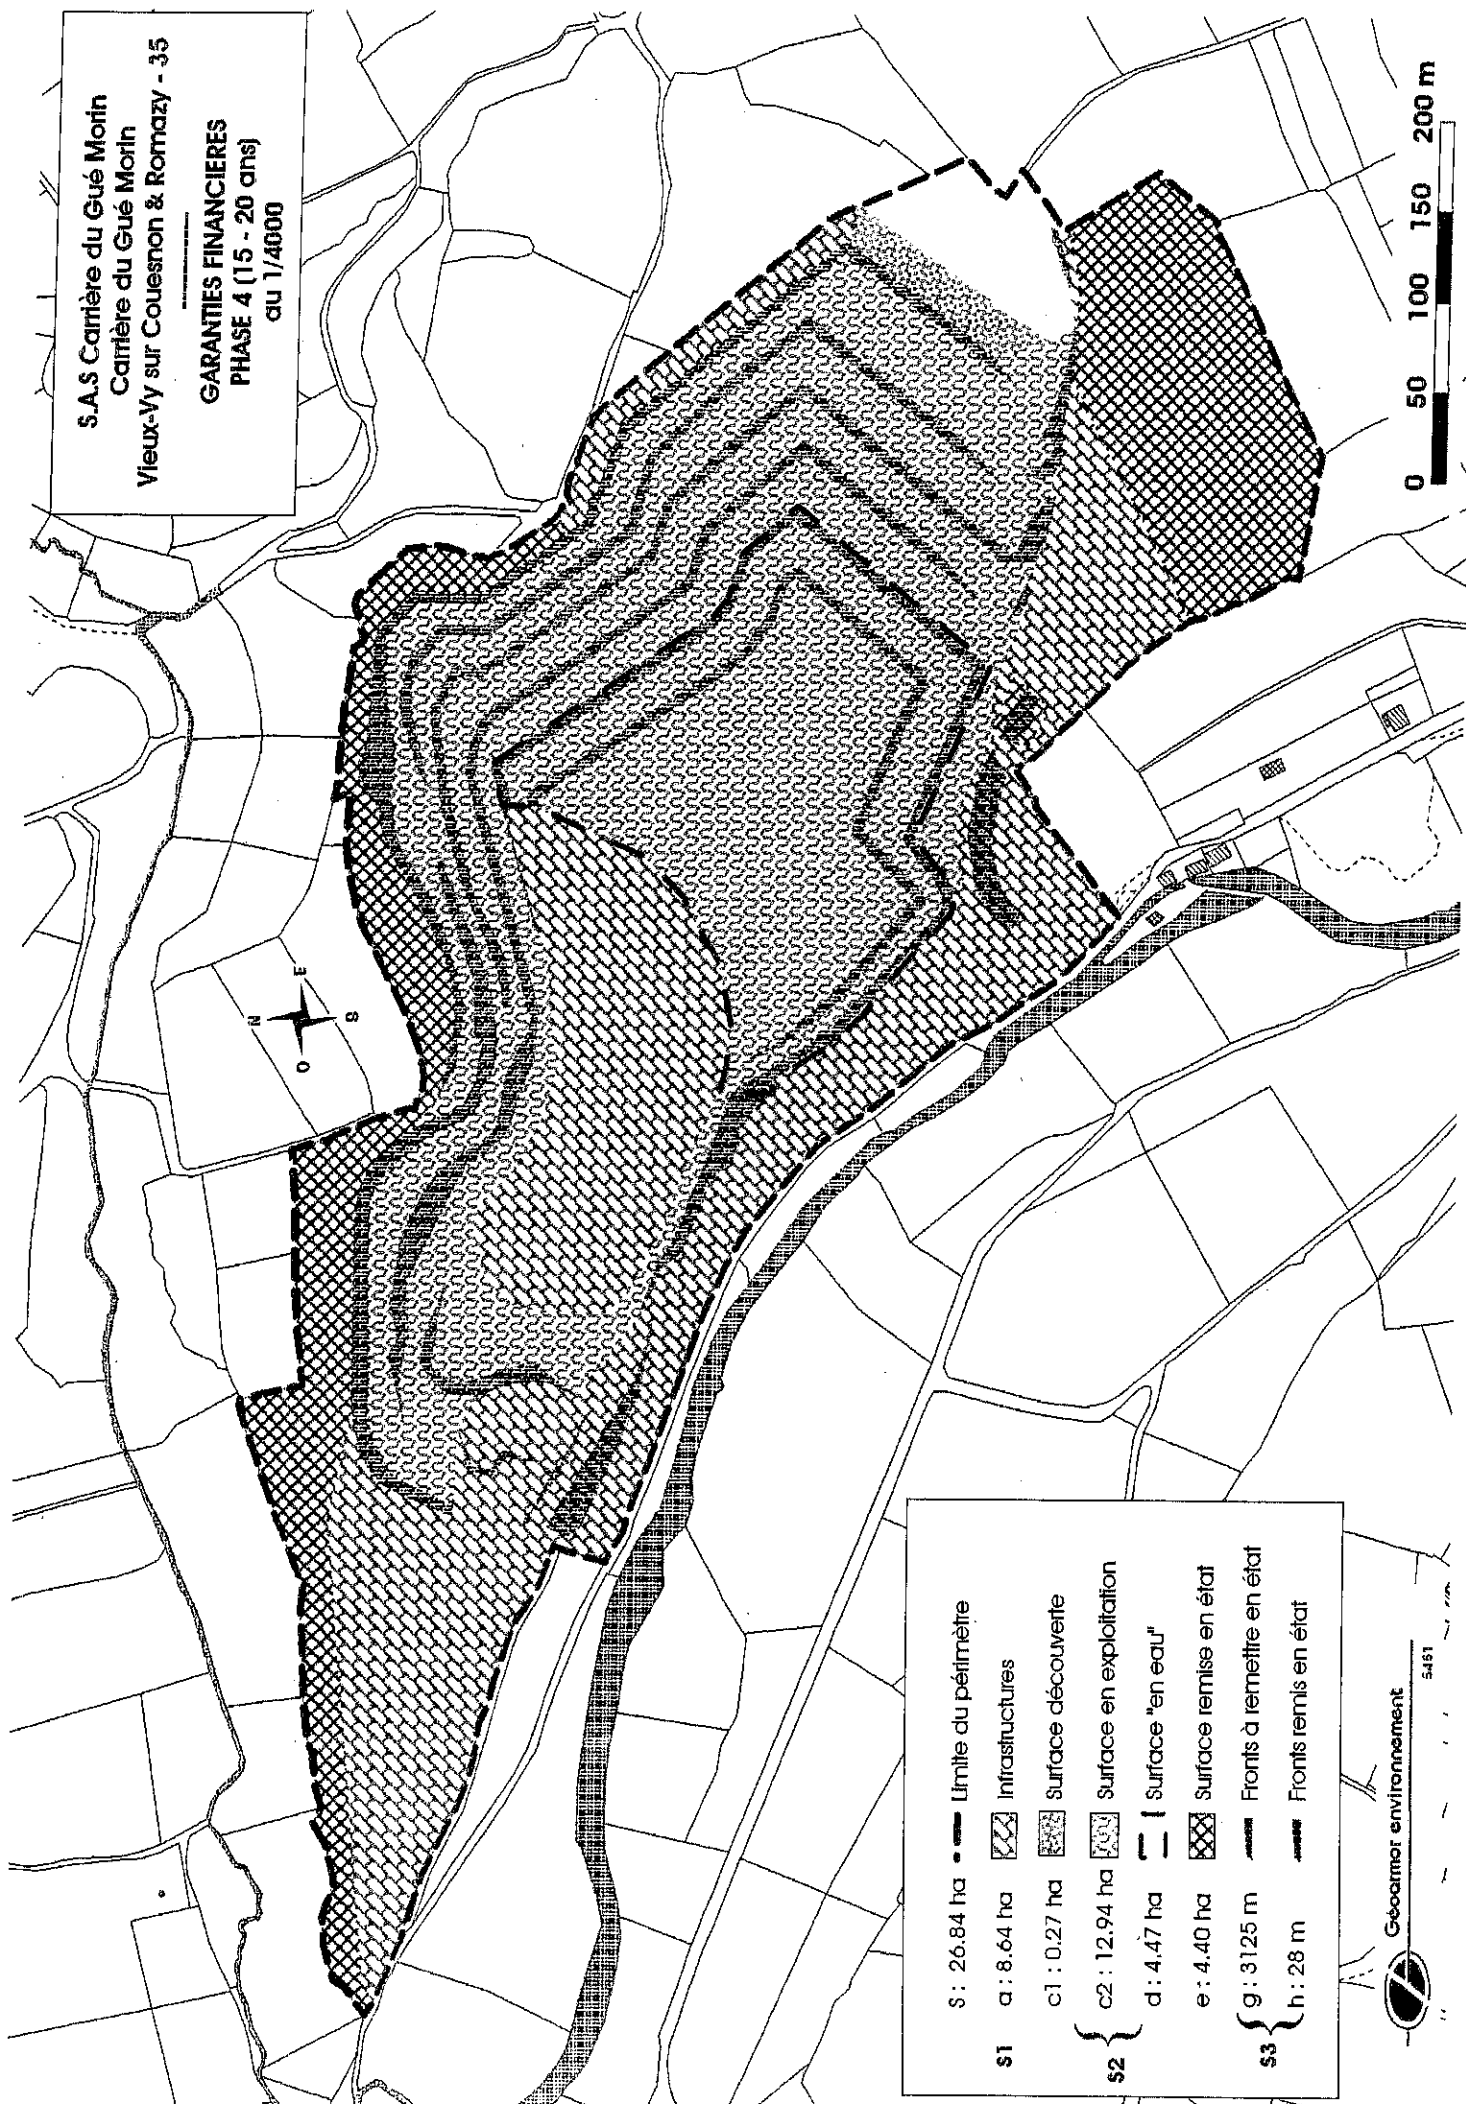 S.A.S Carrière du Gué Morin
Carrière du Gué Morin
Vieux-Vy sur Couesnon & Romazy - 35
GARANTIES FINANCIERES
PHASE 4 (15 - 20 ans)
au 1/4000
N
O
E
S
0 50 100 150 200 m
S : 26.84 ha Limite du périmètre
S1 a : 8.64 ha Infrastructures
c1 : 0.27 ha Surface découverte
S2 c2 : 12.94 ha Surface en exploitation
d : 4.47 ha Surface "en eau"
e : 4.40 ha Surface remise en état
S3 g : 3125 m Fronts à remettre en état
h : 28 m Fronts remis en état
Géoarmor environnement
5451